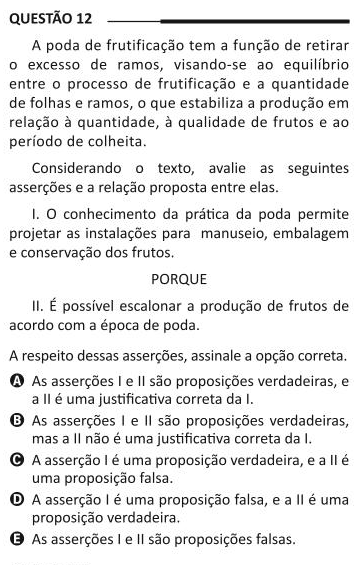 QUESTÃO 12
A poda de frutificação tem a função de retirar
o excesso de ramos, visando-se ao equilíbrio
entre o processo de frutificação e a quantidade
de folhas e ramos, o que estabiliza a produção em
relação à quantidade, à qualidade de frutos e ao
período de colheita.
Considerando o texto, avalie as seguintes
asserções e a relação proposta entre elas.
I. O conhecimento da prática da poda permite
projetar as instalações para manuseio, embalagem
e conservação dos frutos.
PORQUE
II. É possível escalonar a produção de frutos de
acordo com a época de poda.
A respeito dessas asserções, assinale a opção correta.
A As asserções I e II são proposições verdadeiras, e
a II é uma justificativa correta da I.
B As asserções I e II são proposições verdadeiras,
mas a II não é uma justificativa correta da I.
C A asserção I é uma proposição verdadeira, e a II é
uma proposição falsa.
D A asserção I é uma proposição falsa, e a II é uma
proposição verdadeira.
E As asserções I e II são proposições falsas.